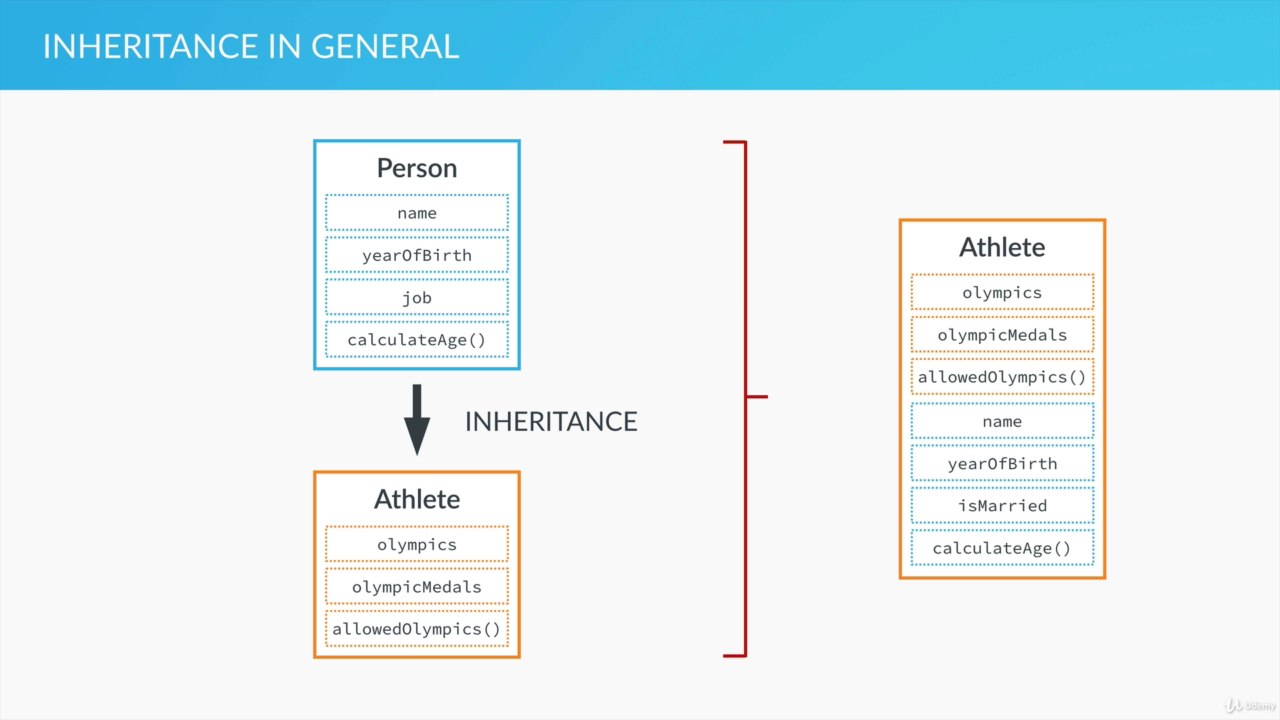 INHERITANCE IN GENERAL
Person
name
yearOfBirth
job
calculateAge()
INHERITANCE
Athlete
olympics
olympicMedals
allowedOlympics()
Athlete
olympics
olympicMedals
allowedOlympics()
name
yearOfBirth
isMarried
calculateAge()
Udemy